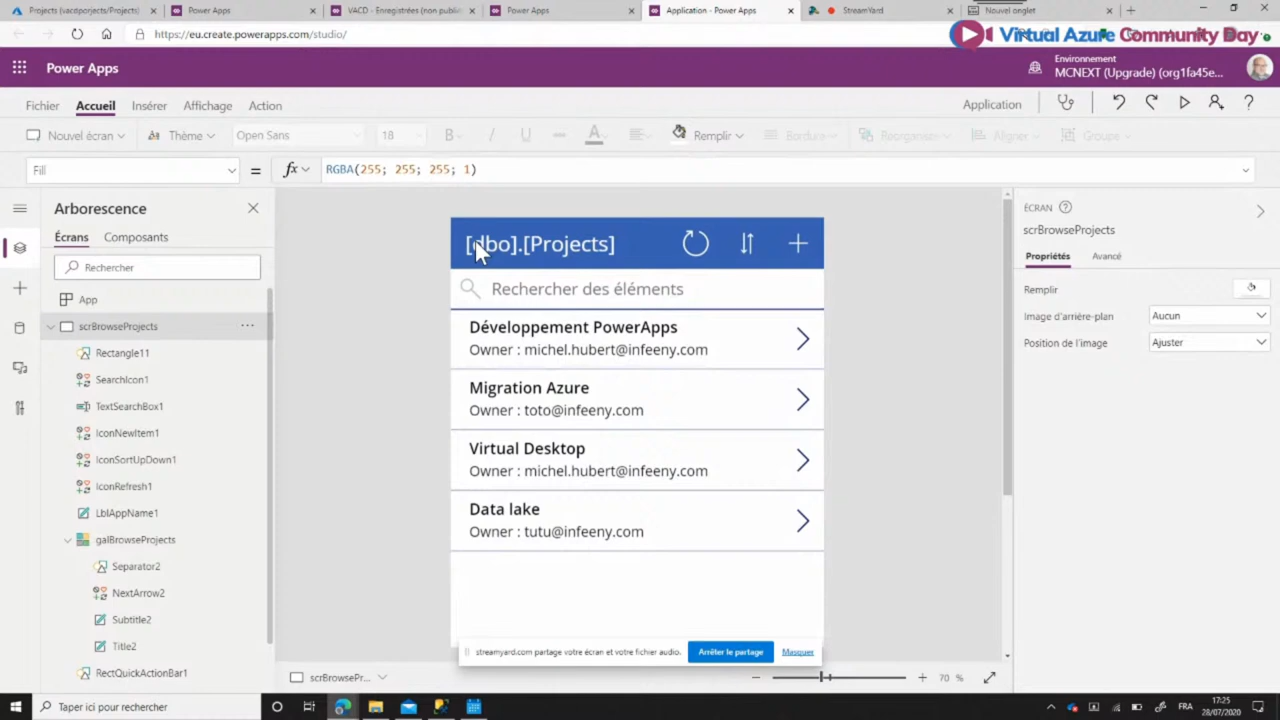 Projects (vacdporojects/Projects)
Power Apps
VACD - Enregistrées (non publi
Power Apps
Application - Power Apps
StreamYard
Nouvel onglet
https://eu.create.powerapps.com/studio/
Virtual Azure Community Day
Power Apps
Environnement
MCNEXT (Upgrade) (org1fa45e...
Fichier
Accueil
Insérer
Affichage
Action
Application
Nouvel écran
Thème
Open Sans
18
B
I
U
A
Remplir
Bordure
Réorganiser
Aligner
Groupe
Fill
=
fx
RGBA(255; 255; 255; 1)
Arborescence
Écrans
Composants
Rechercher
App
scrBrowseProjects
Rectangle11
SearchIcon1
TextSearchBox1
IconNewItem1
IconSortUpDown1
IconRefresh1
LblAppName1
galBrowseProjects
Separator2
NextArrow2
Subtitle2
Title2
RectQuickActionBar1
[dbo].[Projects]
Rechercher des éléments
Développement PowerApps
Owner : michel.hubert@infeeny.com
Migration Azure
Owner : toto@infeeny.com
Virtual Desktop
Owner : michel.hubert@infeeny.com
Data lake
Owner : tutu@infeeny.com
streamyard.com partage votre écran et votre fichier audio.
Arrêter le partage
Masquer
scrBrowsePr...
70 %
ÉCRAN
scrBrowseProjects
Propriétés
Avancé
Remplir
Image d'arrière-plan
Aucun
Position de l'image
Ajuster
Taper ici pour rechercher
FRA
17:25
28/07/2020